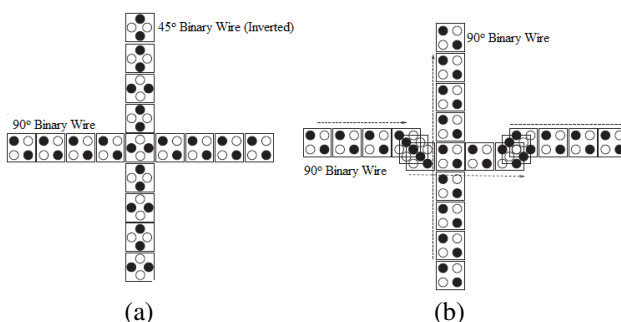 45° Binary Wire (Inverted)
90° Binary Wire
90° Binary Wire
90° Binary Wire
(a)
(b)